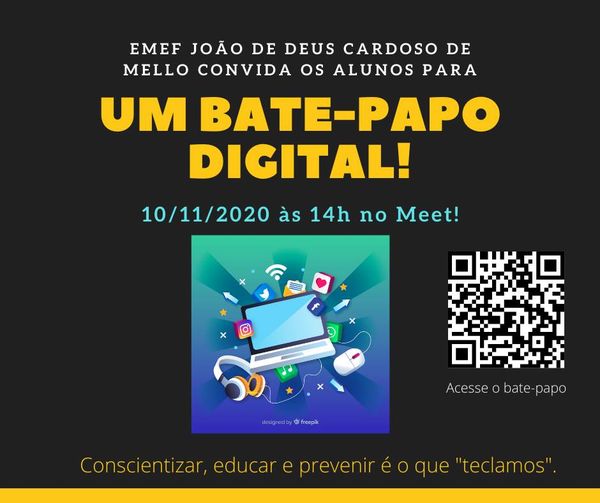 EMEF JOÃO DE DEUS CARDOSO DE
MELLO CONVIDA OS ALUNOS PARA
UM BATE-PAPO
DIGITAL!
10/11/2020 às 14h no Meet!
designed by freepik
Acesse o bate-papo
Conscientizar, educar e prevenir é o que "teclamos".